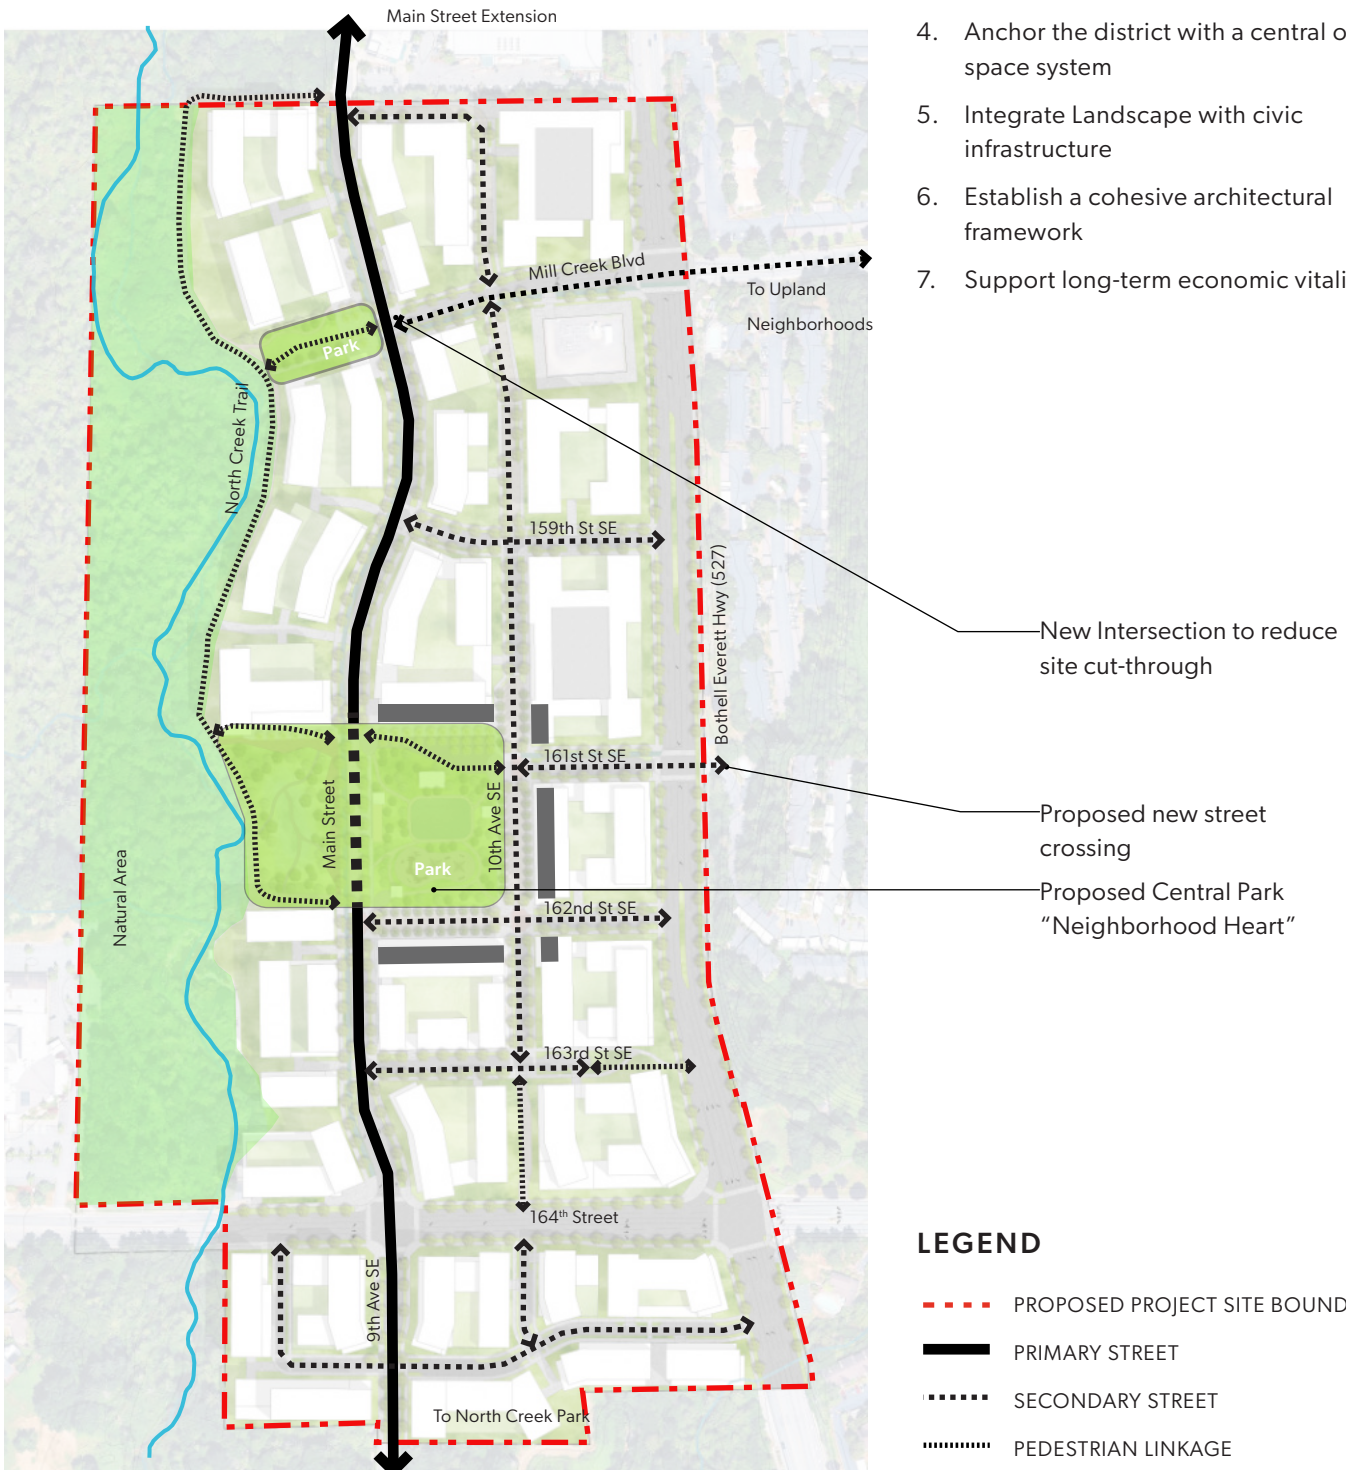 Main Street Extension
4. Anchor the district with a central o
space system
5. Integrate Landscape with civic
infrastructure
6. Establish a cohesive architectural
framework
7. Support long-term economic vitali
Mill Creek Blvd
To Upland
Neighborhoods
Park
North Creek Trail
159th St SE
Bothell Everett Hwy (527)
New Intersection to reduce
site cut-through
161st St SE
Main Street
10th Ave SE
Proposed new street
crossing
Park
Natural Area
Proposed Central Park
“Neighborhood Heart”
162nd St SE
163rd St SE
164th Street
9th Ave SE
To North Creek Park
LEGEND
PROPOSED PROJECT SITE BOUND
PRIMARY STREET
SECONDARY STREET
PEDESTRIAN LINKAGE